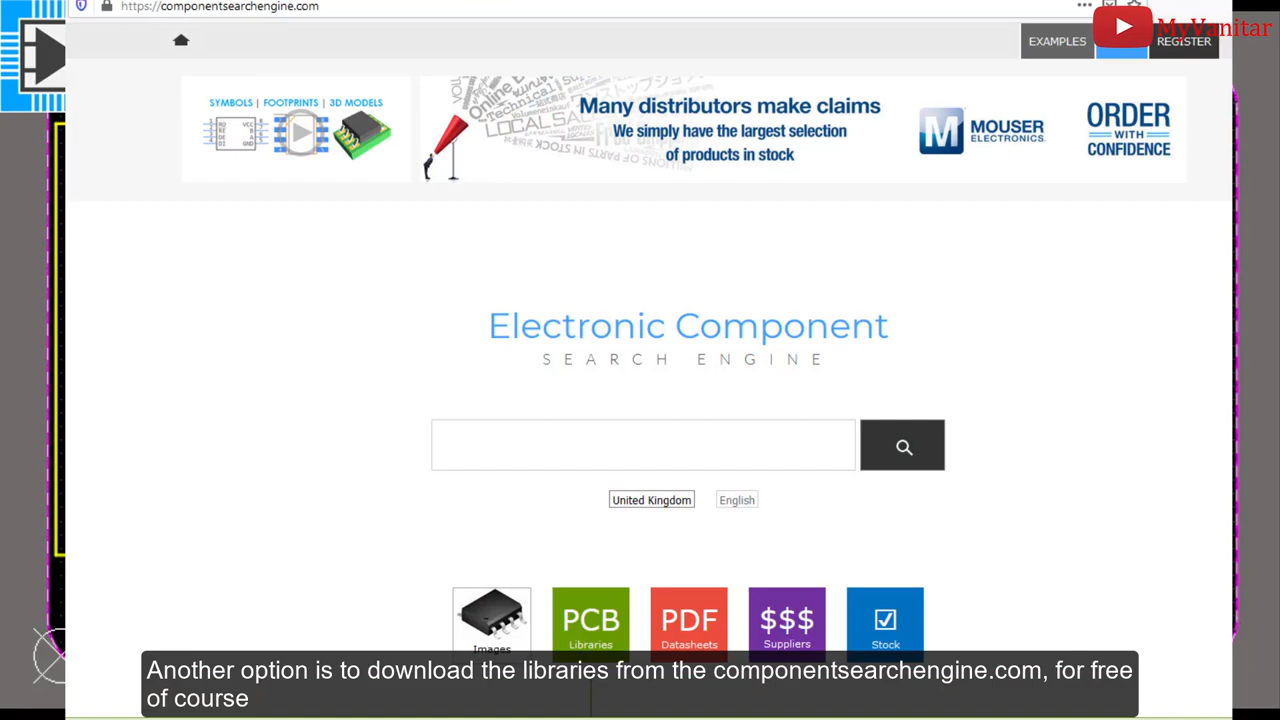 https://componentsearchengine.com
MyVanitar
EXAMPLES
REGISTER
SYMBOLS | FOOTPRINTS | 3D MODELS
Many distributors make claims
We simply have the largest selection
of products in stock
M MOUSER
ELECTRONICS
ORDER
WITH
CONFIDENCE
Electronic Component
SEARCH ENGINE
United Kingdom
English
Images
PCB
Libraries
PDF
Datasheets
$$$
Suppliers
Stock
Another option is to download the libraries from the componentsearchengine.com, for free
of course